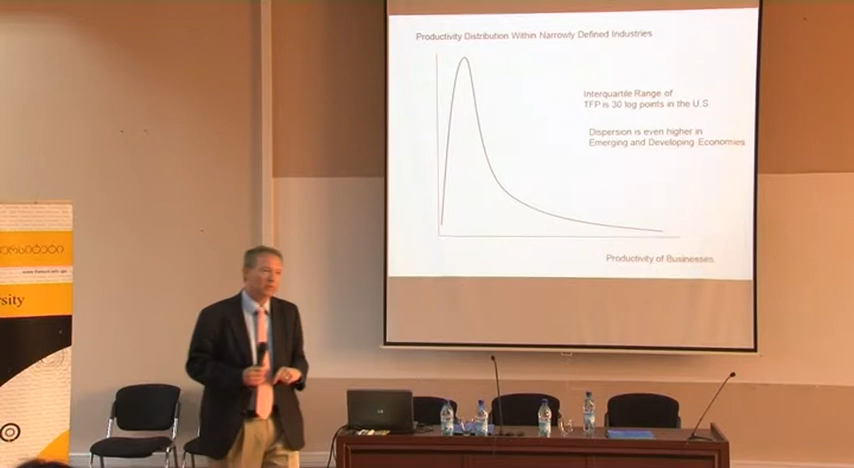 Productivity Distribution Within Narrowly Defined Industries
Interquartile Range of
TFP is 30 log points in the U.S.
Dispersion is even higher in
Emerging and Developing Economies
Productivity of Businesses